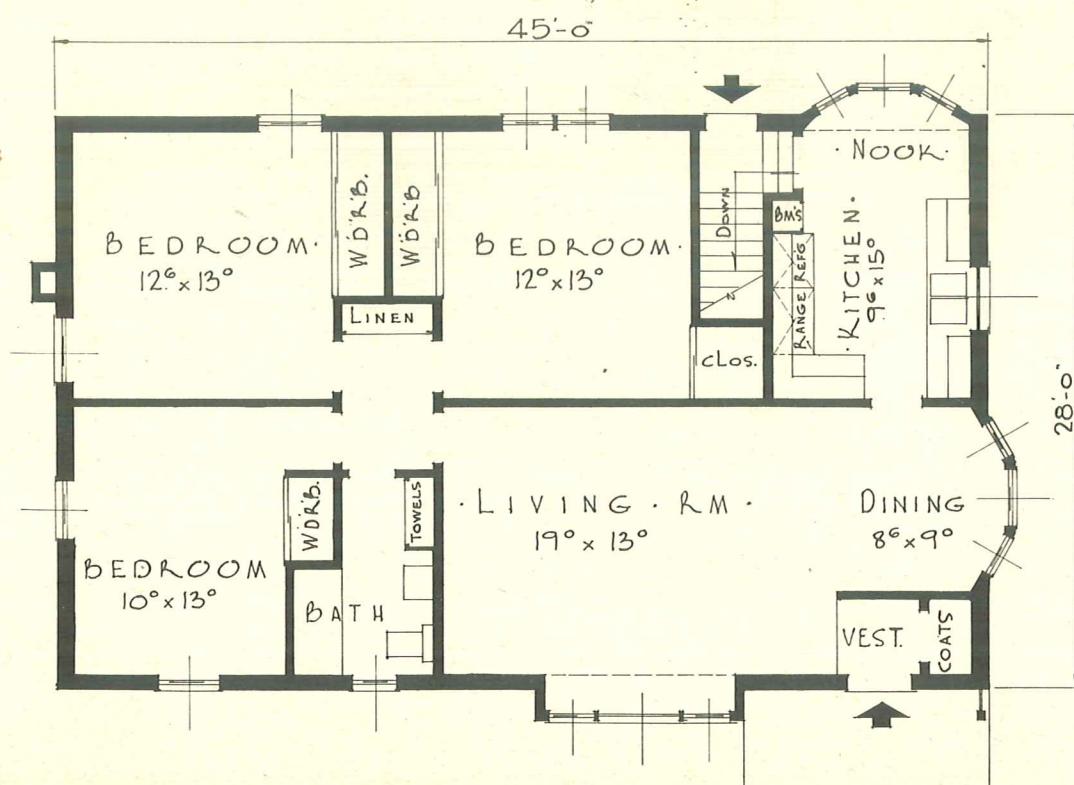 45'-0"
NOOK
BEDROOM
12⁶ x 13⁰
W'D'R'B.
W'D'R'B
BEDROOM
12⁰ x 13⁰
DOWN
BM'S
REF'G
RANGE
KITCHEN
9⁶ x 15⁰
LINEN
CLOS.
28'-0"
LIVING RM
19⁰ x 13⁰
DINING
8⁶ x 9⁰
W'D'R'B.
TOWELS
BEDROOM
10⁰ x 13⁰
BATH
VEST.
COATS